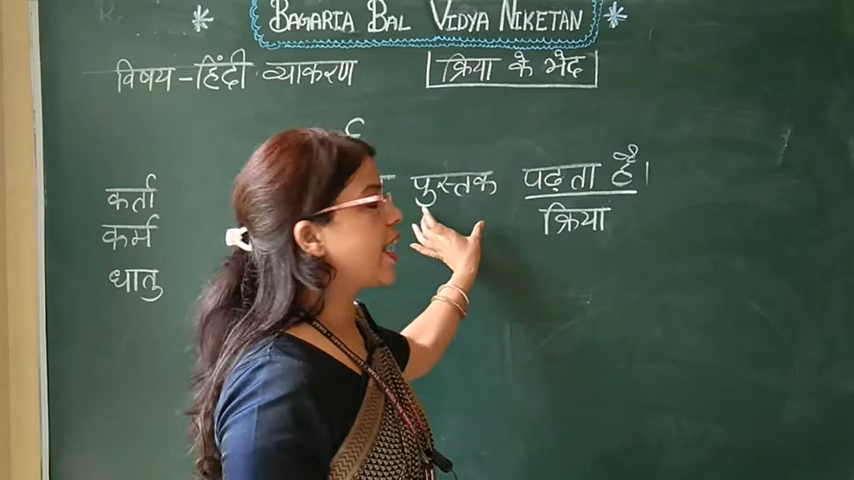 BAGARIA BAL VIDYA NIKETAN
विषय - हिंदी व्याकरण
क्रिया के भेद
पुस्तक पढ़ता है।
क्रिया
कर्ता
कर्म
धातु